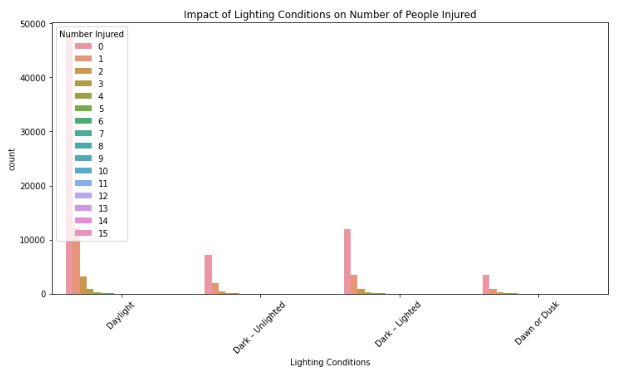 Impact of Lighting Conditions on Number of People Injured
50000
40000
30000
20000
10000
0
count
Number Injured
0
1
2
3
4
5
6
7
8
9
10
11
12
13
14
15
Daylight
Dark – Unlighted
Dark – Lighted
Dawn or Dusk
Lighting Conditions